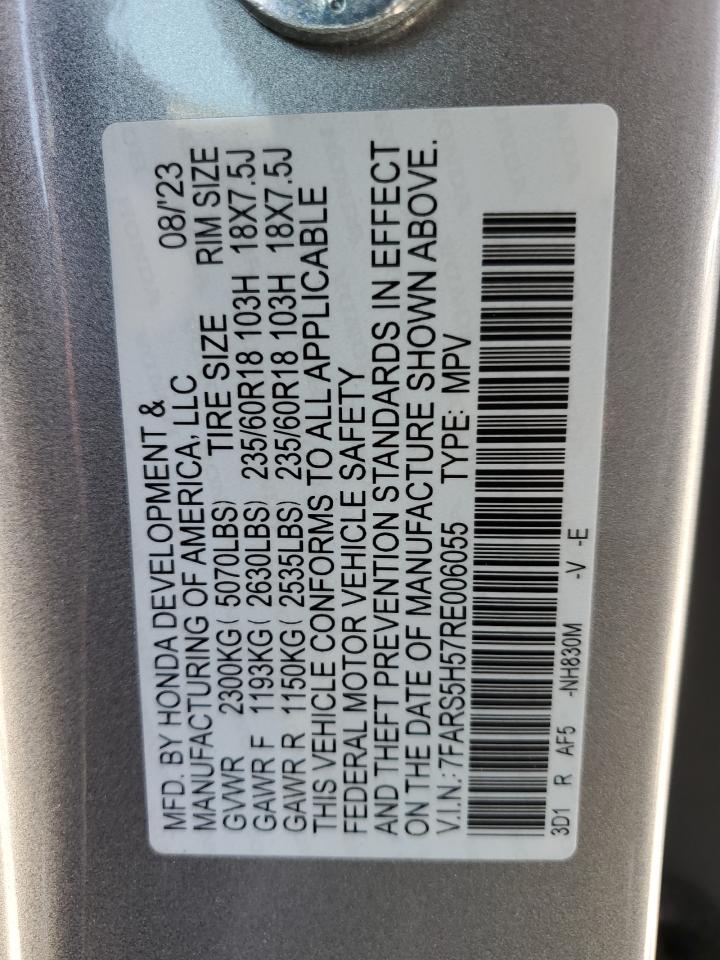 MFD. BY HONDA DEVELOPMENT &
MANUFACTURING OF AMERICA, LLC 08/'23
GVWR 2300KG( 5070LBS) TIRE SIZE RIM SIZE
GAWR F 1193KG( 2630LBS) 235/60R18 103H 18X7.5J
GAWR R 1150KG( 2535LBS) 235/60R18 103H 18X7.5J
THIS VEHICLE CONFORMS TO ALL APPLICABLE
FEDERAL MOTOR VEHICLE SAFETY
AND THEFT PREVENTION STANDARDS IN EFFECT
ON THE DATE OF MANUFACTURE SHOWN ABOVE.
V.I.N.: 7FARS5H57RE006055 TYPE: MPV
3D1 R AF5 -NH830M -V -E